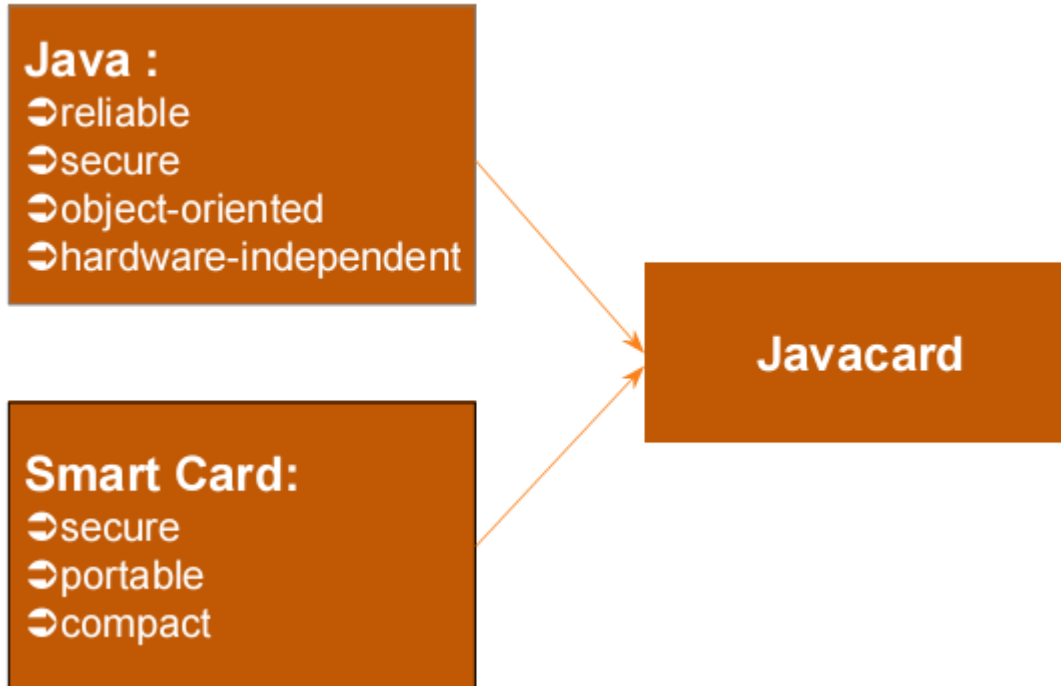 Java :
➲reliable
➲secure
➲object-oriented
➲hardware-independent
Javacard
Smart Card:
➲secure
➲portable
➲compact